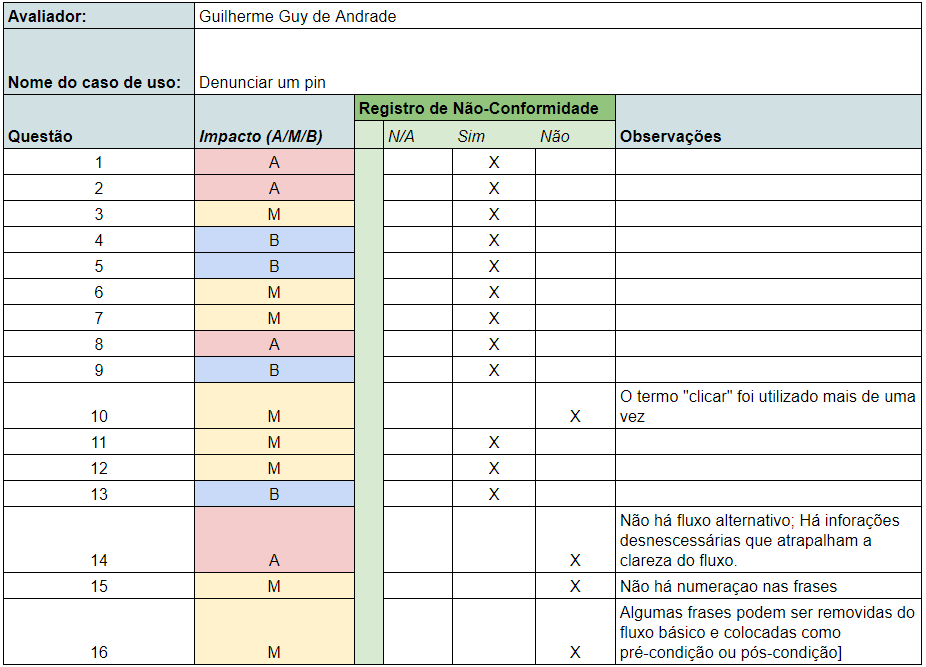 Avaliador: Guilherme Guy de Andrade
Nome do caso de uso: Denunciar um pin
Registro de Não-Conformidade
Questão Impacto (A/M/B) N/A Sim Não Observações
1 A X
2 A X
3 M X
4 B X
5 B X
6 M X
7 M X
8 A X
9 B X
O termo "clicar" foi utilizado mais de uma
10 M X vez
11 M X
12 M X
13 B X
Não há fluxo alternativo; Há inforações
desnescessárias que atrapalham a
14 A X clareza do fluxo.
15 M X Não há numeraçao nas frases
Algumas frases podem ser removidas do
fluxo básico e colocadas como
16 M X pré-condição ou pós-condição]